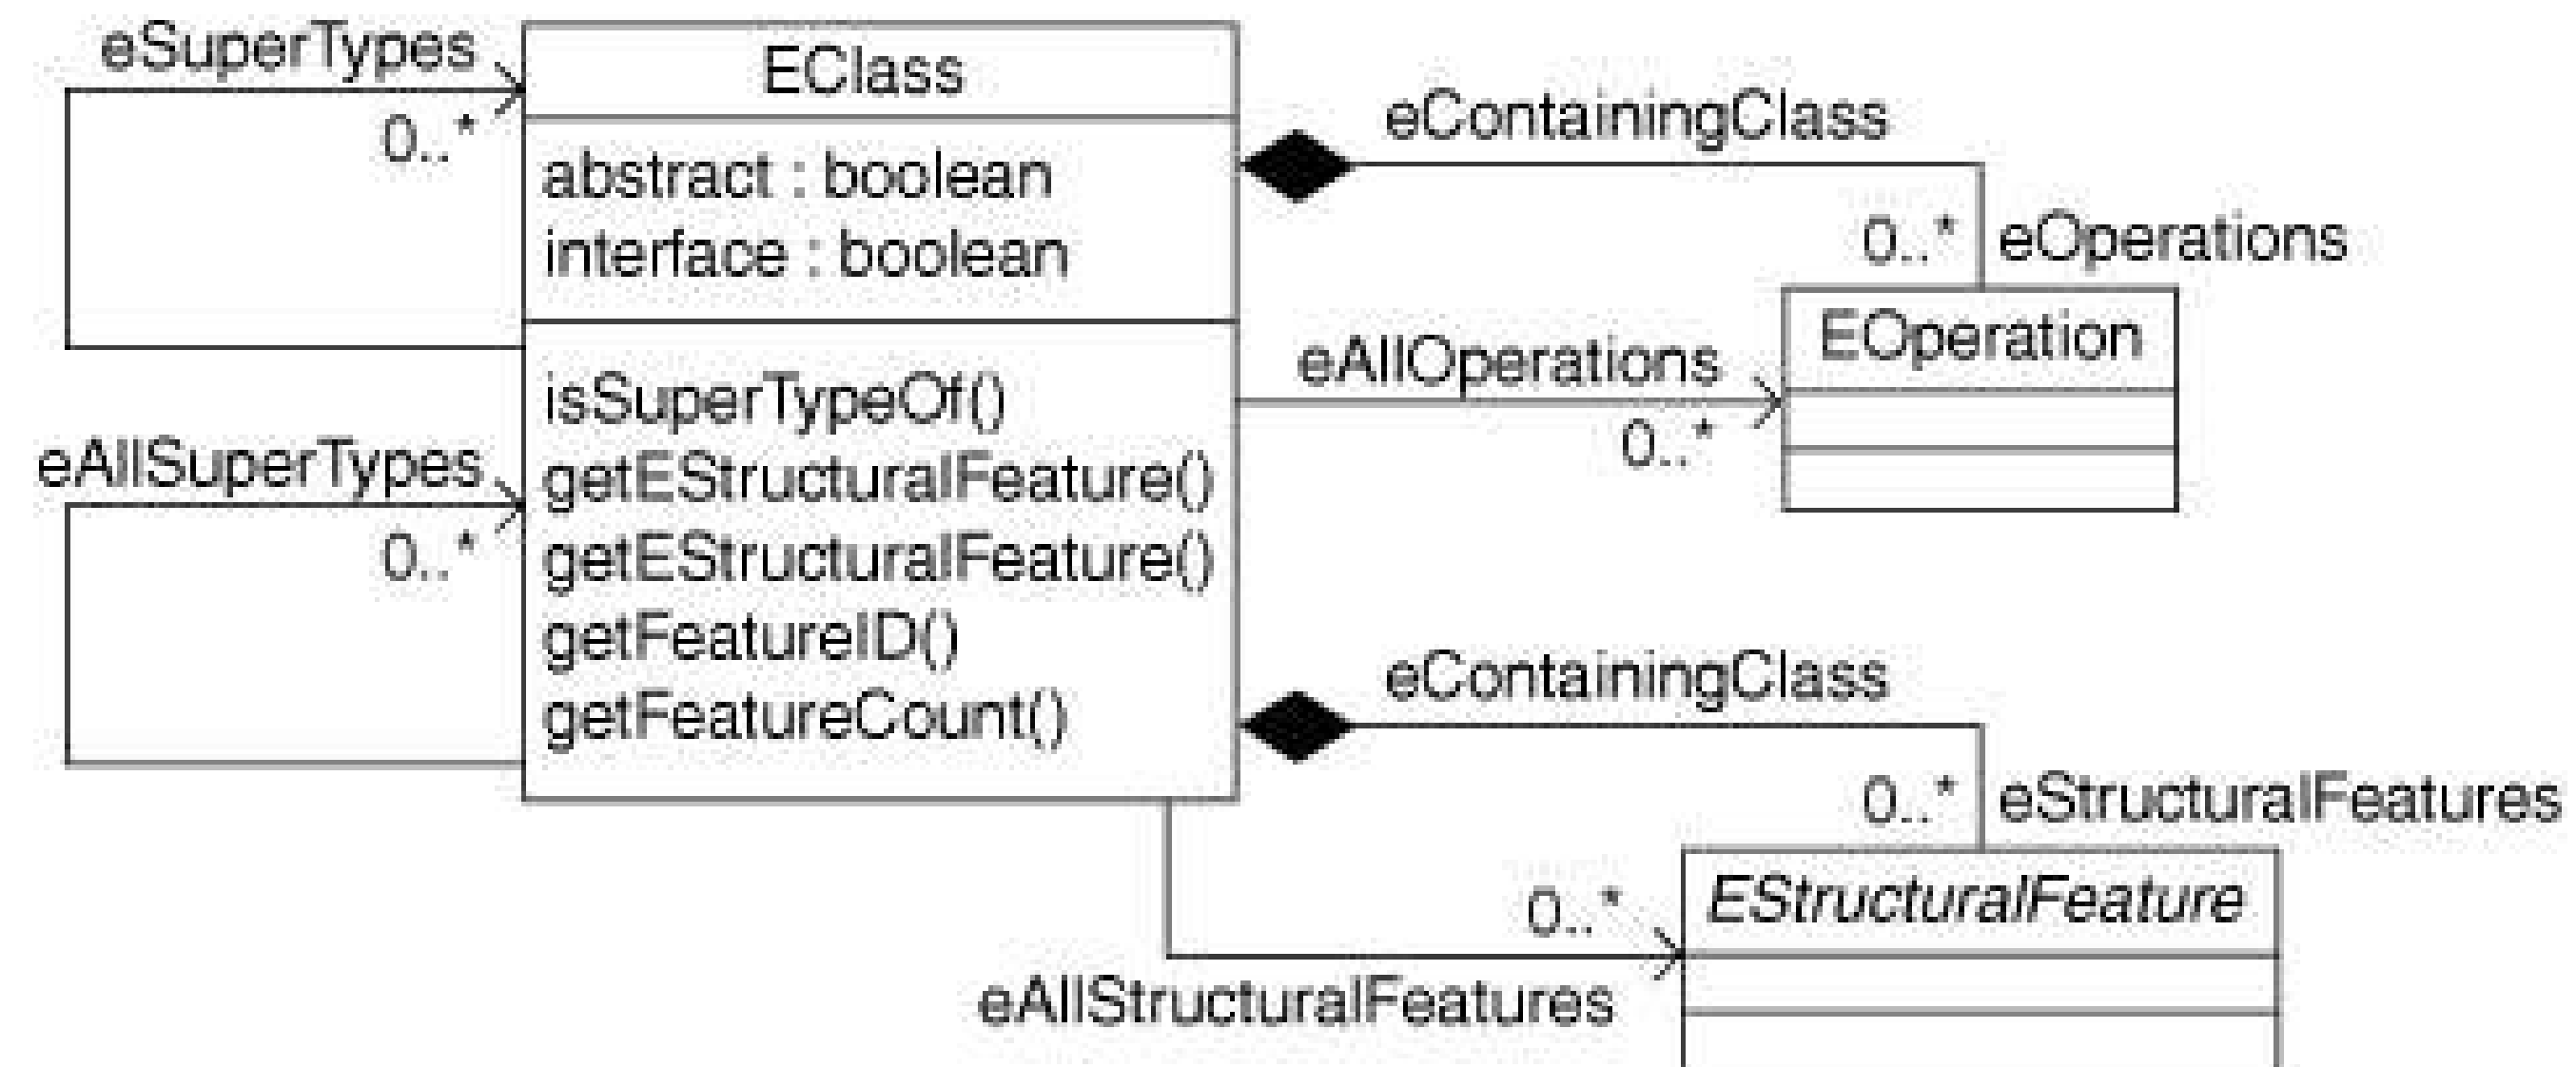 eSuperTypes
0..*
EClass
abstract : boolean
interface : boolean
isSuperTypeOf()
getEStructuralFeature()
getEStructuralFeature()
getFeatureID()
getFeatureCount()
eAllSuperTypes
0..*
eContainingClass
0..* eOperations
EOperation
eAllOperations
0..*
eContainingClass
0..* eStructuralFeatures
EStructuralFeature
0..*
eAllStructuralFeatures